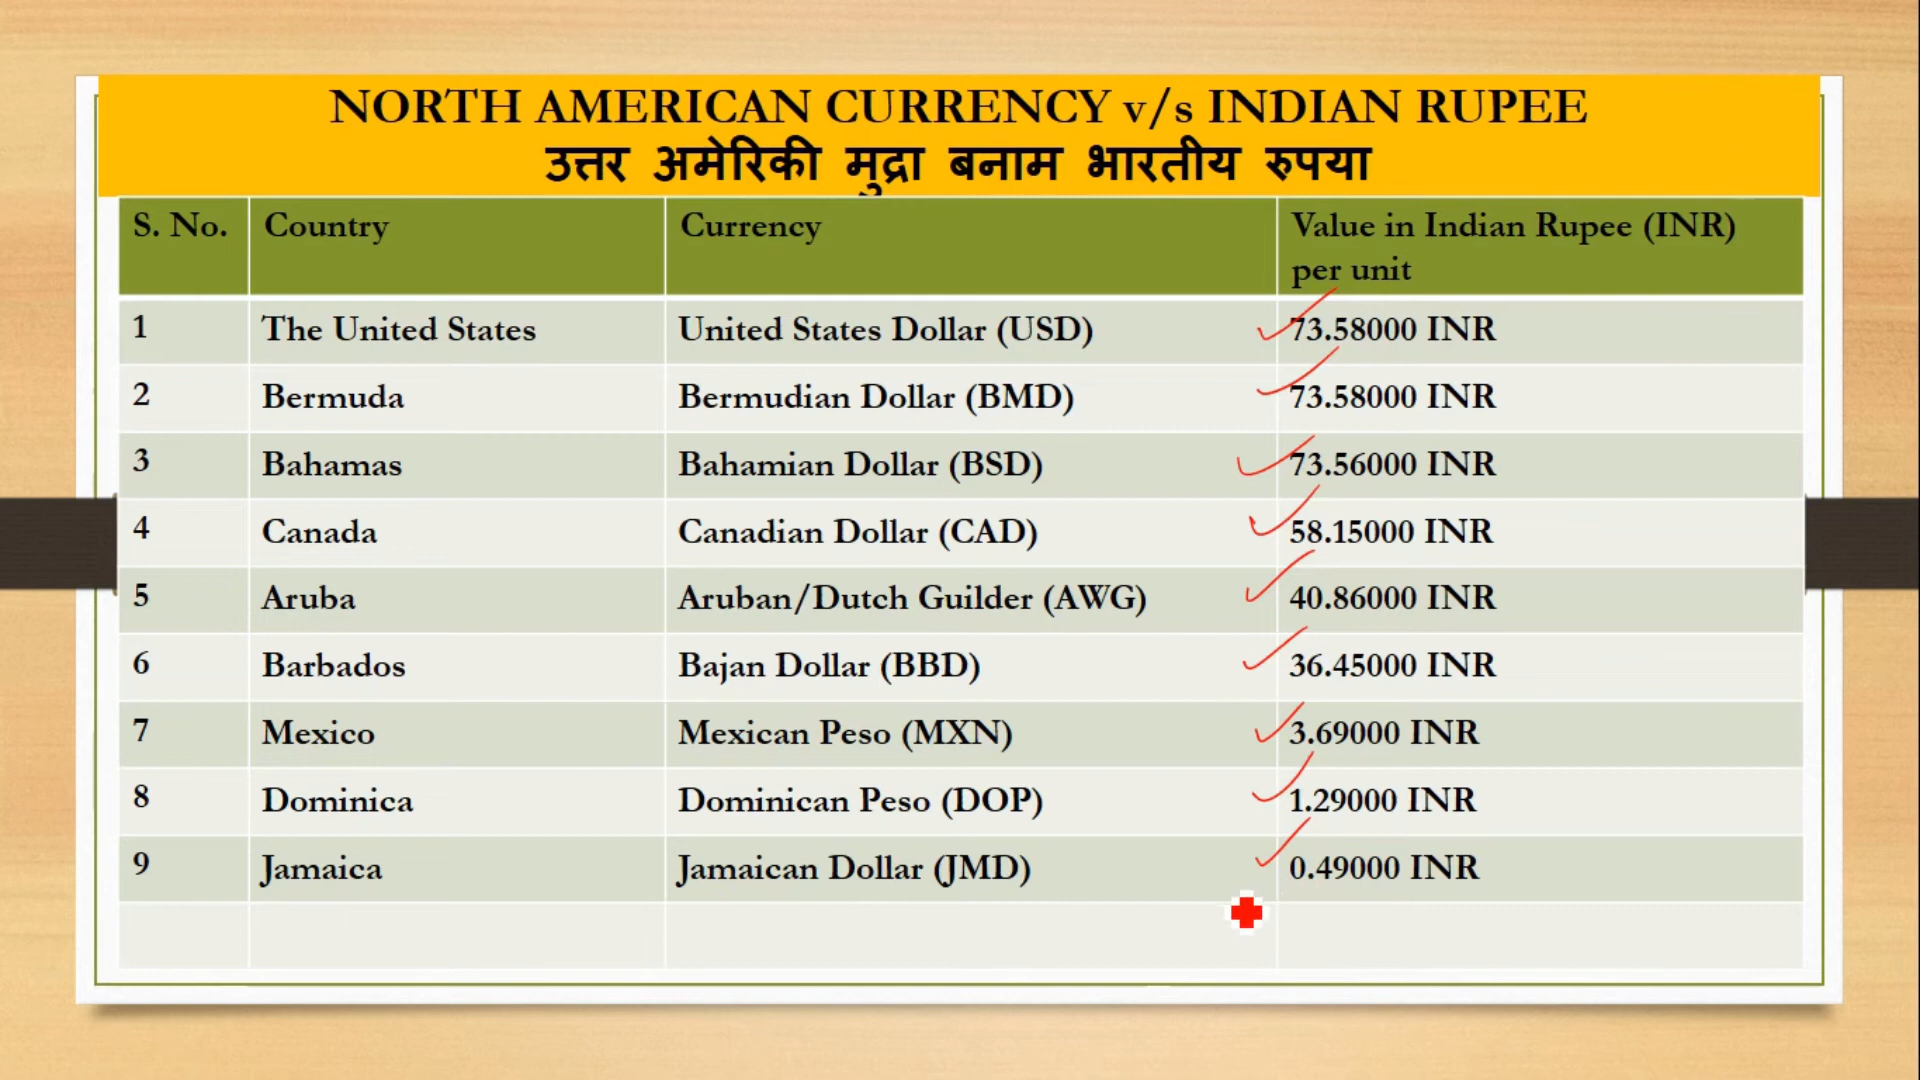 NORTH AMERICAN CURRENCY v/s INDIAN RUPEE
उत्तर अमेरिकी मुद्रा बनाम भारतीय रुपया
S. No. Country Currency Value in Indian Rupee (INR)
per unit
1 The United States United States Dollar (USD) 73.58000 INR
2 Bermuda Bermudian Dollar (BMD) 73.58000 INR
3 Bahamas Bahamian Dollar (BSD) 73.56000 INR
4 Canada Canadian Dollar (CAD) 58.15000 INR
5 Aruba Aruban/Dutch Guilder (AWG) 40.86000 INR
6 Barbados Bajan Dollar (BBD) 36.45000 INR
7 Mexico Mexican Peso (MXN) 3.69000 INR
8 Dominica Dominican Peso (DOP) 1.29000 INR
9 Jamaica Jamaican Dollar (JMD) 0.49000 INR